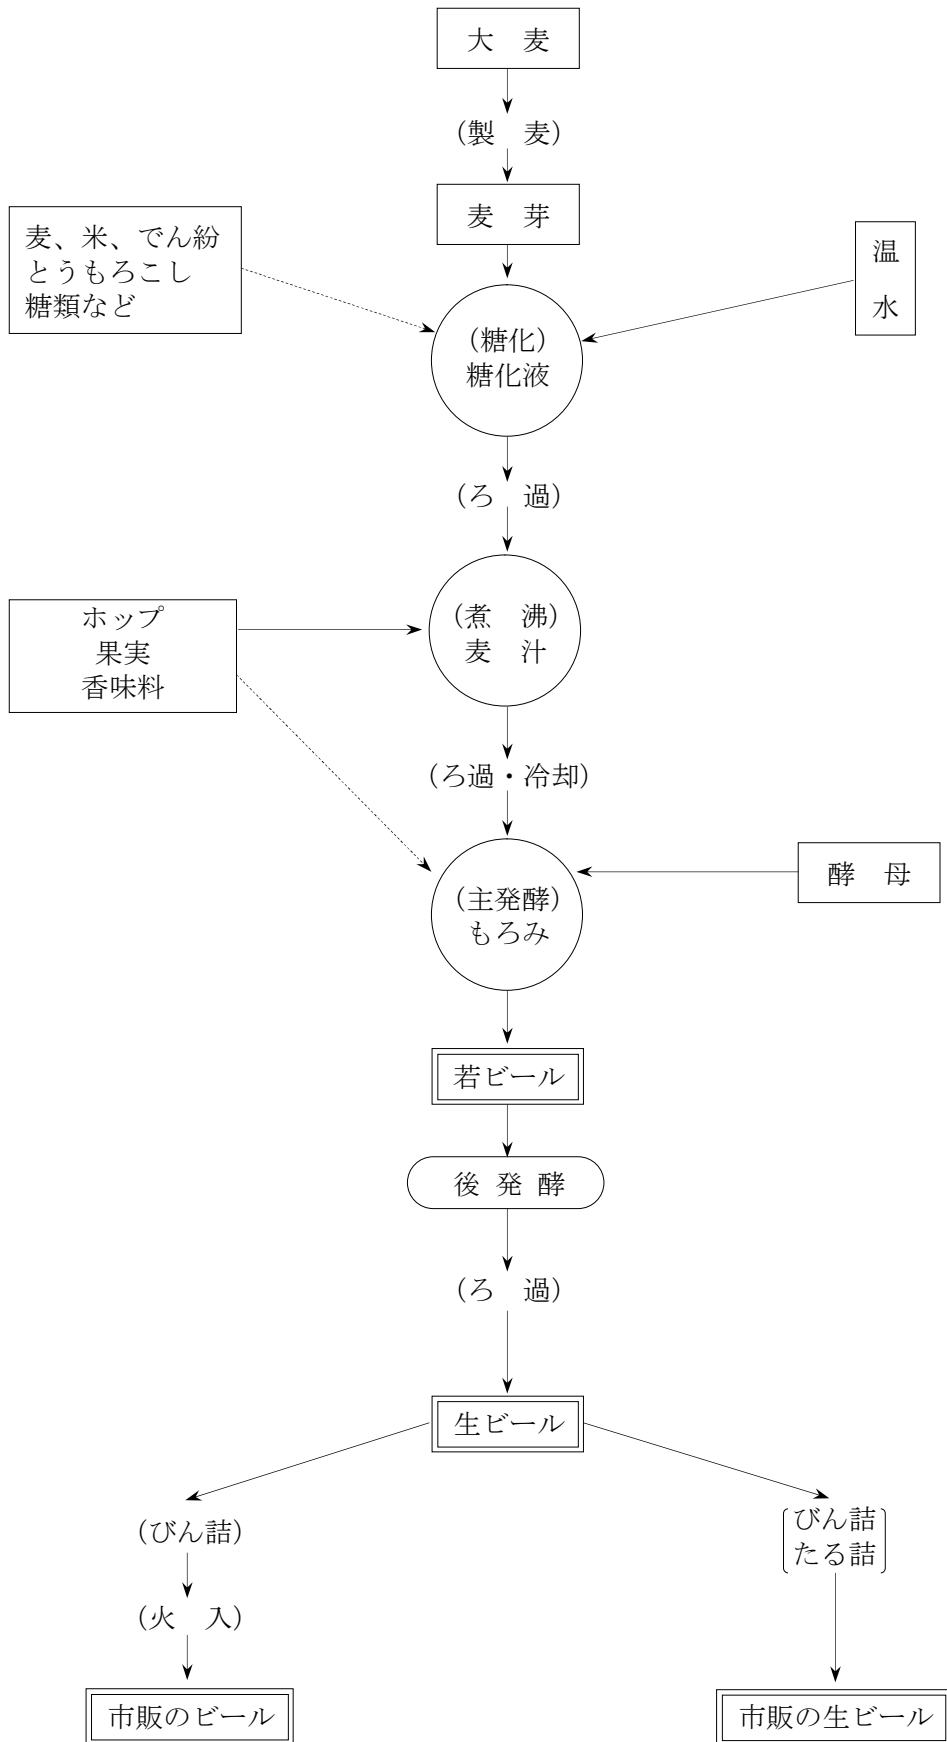 大　麦
(製　麦)
麦　芽
麦、米、でん紛
とうもろこし
糖類など
温
水
(糖化)
糖化液
(ろ　過)
ホップ
果実
香味料
(煮　沸)
麦　汁
(ろ過・冷却)
(主発酵)
もろみ
酵　母
若ビール
後 発 酵
(ろ　過)
生ビール
(びん詰)
(火　入)
市販のビール
びん詰
たる詰
市販の生ビール